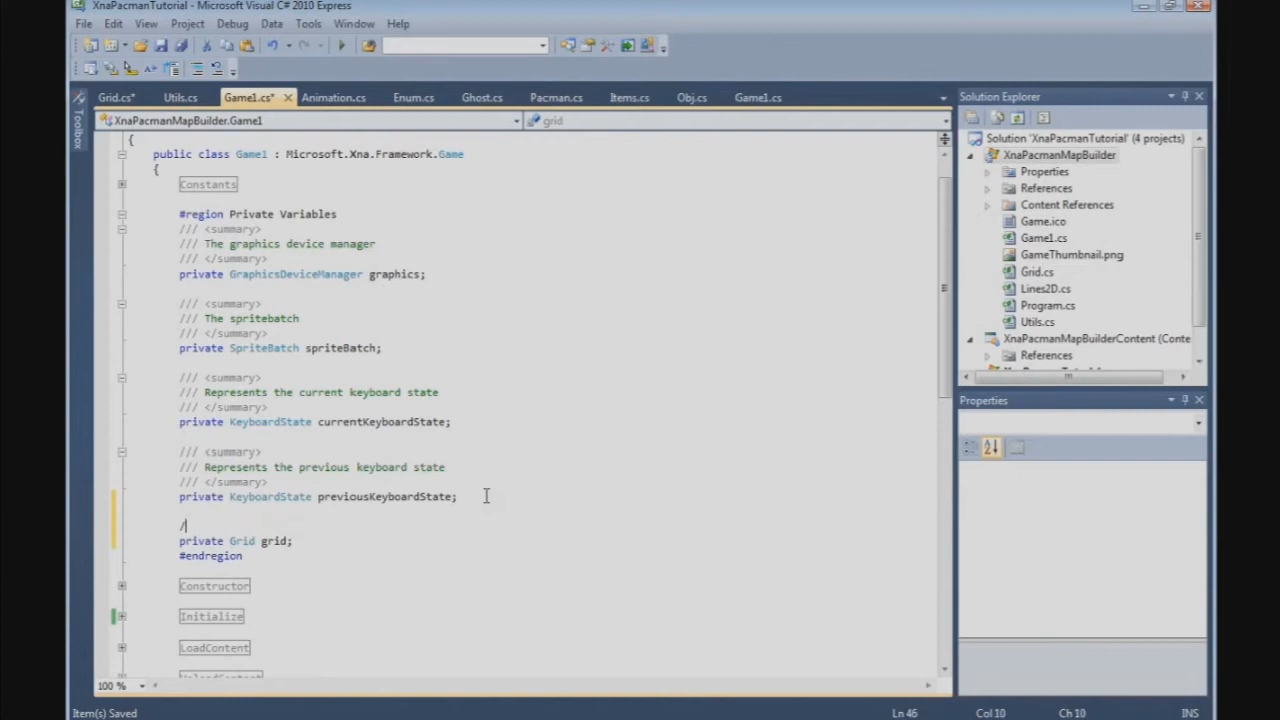 XnaPacmanTutorial - Microsoft Visual C# 2010 Express
File Edit View Project Debug Tools Window Help
Toolbox
Grid.cs* Utils.cs Game1.cs* Animation.cs Enum.cs Ghost.cs Pacman.cs Items.cs Obj.cs Game1.cs
XnaPacmanMapBuilder.Game1 grid
{
public class Game1 : Microsoft.Xna.Framework.Game
{
Constants
#region Private Variables
/// <summary>
/// The graphics device manager
/// </summary>
private GraphicsDeviceManager graphics;
/// <summary>
/// The spritebatch
/// </summary>
private SpriteBatch spriteBatch;
/// <summary>
/// Represents the current keyboard state
/// </summary>
private KeyboardState currentKeyboardState;
/// <summary>
/// Represents the previous keyboard state
/// </summary>
private KeyboardState previousKeyboardState;
/
private Grid grid;
#endregion
Constructor
Initialize
LoadContent
UnloadContent
100 %
Solution Explorer
Solution 'XnaPacmanTutorial' (4 projects)
XnaPacmanMapBuilder
Properties
References
Content References
Game.ico
Game1.cs
GameThumbnail.png
Grid.cs
Lines2D.cs
Program.cs
Utils.cs
XnaPacmanMapBuilderContent (Conte
References
Properties
Item(s) Saved Ln 46 Col 10 Ch 10 INS